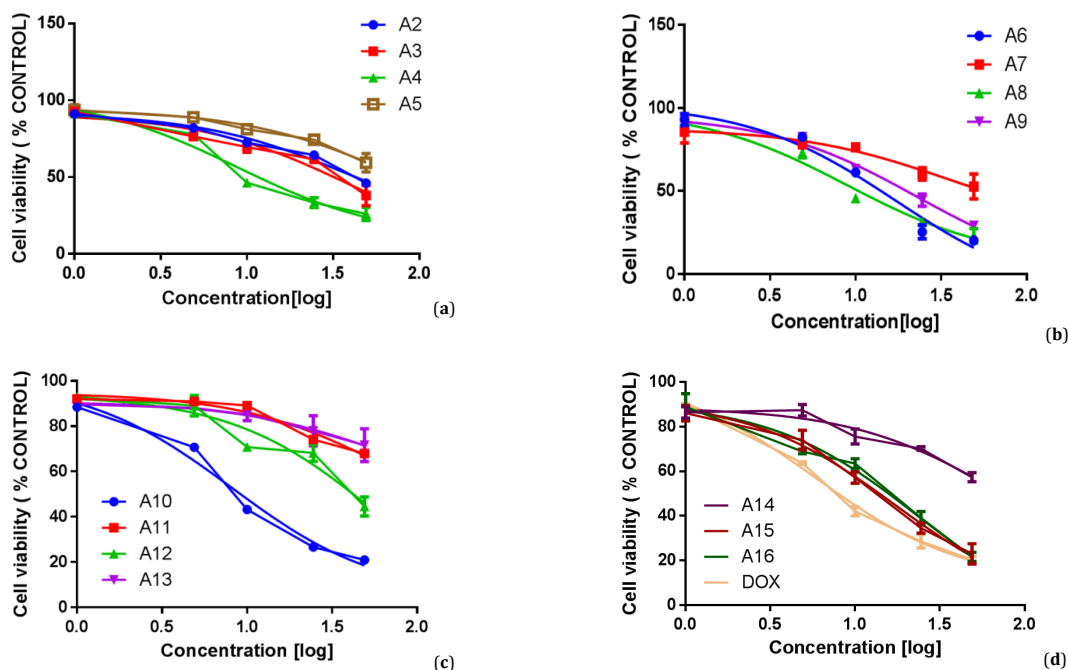 150
100
50
0
0.0 0.5 1.0 1.5 2.0
Cell viability ( % CONTROL)
Concentration[log]
A2
A3
A4
A5
(a)
150
100
50
0
0.0 0.5 1.0 1.5 2.0
Cell viability ( % CONTROL)
Concentration[log]
A6
A7
A8
A9
(b)
100
80
60
40
20
0
0.0 0.5 1.0 1.5 2.0
Cell viability ( % CONTROL)
Concentration [log]
A10
A11
A12
A13
(c)
100
80
60
40
20
0
0.0 0.5 1.0 1.5 2.0
Cell viability ( % CONTROL)
Concentration [log]
A14
A15
A16
DOX
(d)